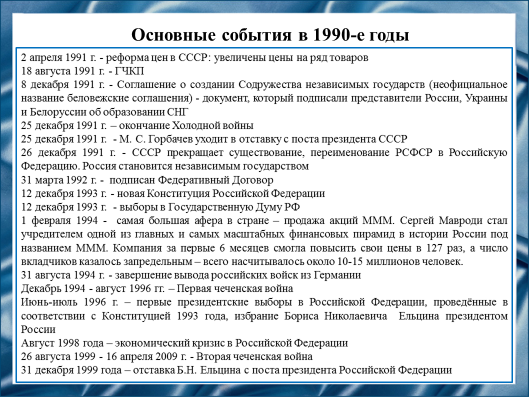 Основные события в 1990-е годы
2 апреля 1991 г. - реформа цен в СССР: увеличены цены на ряд товаров
18 августа 1991 г. - ГЧКП
8 декабря 1991 г. - Соглашение о создании Содружества независимых государств (неофициальное
название беловежские соглашения) - документ, который подписали представители России, Украины
и Белоруссии об образовании СНГ
25 декабря 1991 г. – окончание Холодной войны
25 декабря 1991 г. - М. С. Горбачев уходит в отставку с поста президента СССР
26 декабря 1991 г. - СССР прекращает существование, переименование РСФСР в Российскую
Федерацию. Россия становится независимым государством
31 марта 1992 г. - подписан Федеративный Договор
12 декабря 1993 г. - новая Конституция Российской Федерации
12 декабря 1993 г. - выборы в Государственную Думу РФ
1 февраля 1994 - самая большая афера в стране – продажа акций МММ. Сергей Мавроди стал
учредителем одной из главных и самых масштабных финансовых пирамид в истории России под
названием МММ. Компания за первые 6 месяцев смогла повысить свои цены в 127 раз, а число
вкладчиков казалось запредельным – всего насчитывалось около 10-15 миллионов человек.
31 августа 1994 г. - завершение вывода российских войск из Германии
Декабрь 1994 - август 1996 гг. – Первая чеченская война
Июнь-июль 1996 г. – первые президентские выборы в Российской Федерации, проведённые в
соответствии с Конституцией 1993 года, избрание Бориса Николаевича Ельцина президентом
России
Август 1998 года – экономический кризис в Российской Федерации
26 августа 1999 - 16 апреля 2009 г. - Вторая чеченская война
31 декабря 1999 года – отставка Б.Н. Ельцина с поста президента Российской Федерации